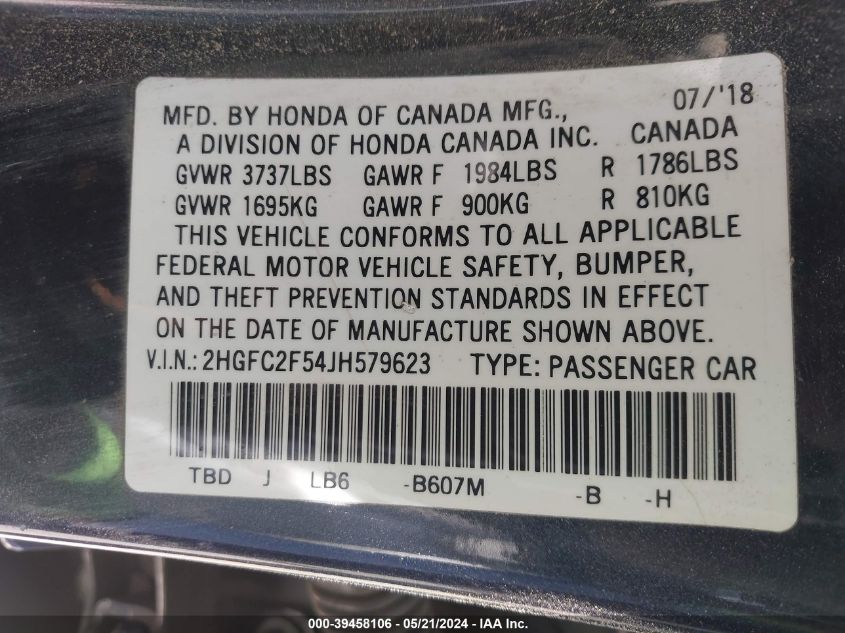 07/'18
MFD. BY HONDA OF CANADA MFG.,
A DIVISION OF HONDA CANADA INC. CANADA
GVWR 3737LBS GAWR F 1984LBS R 1786LBS
GVWR 1695KG GAWR F 900KG R 810KG
THIS VEHICLE CONFORMS TO ALL APPLICABLE
FEDERAL MOTOR VEHICLE SAFETY, BUMPER,
AND THEFT PREVENTION STANDARDS IN EFFECT
ON THE DATE OF MANUFACTURE SHOWN ABOVE.
V.I.N.: 2HGFC2F54JH579623 TYPE: PASSENGER CAR
TBD J LB6 -B607M -B -H
000-39458106 - 05/21/2024 - IAA Inc.